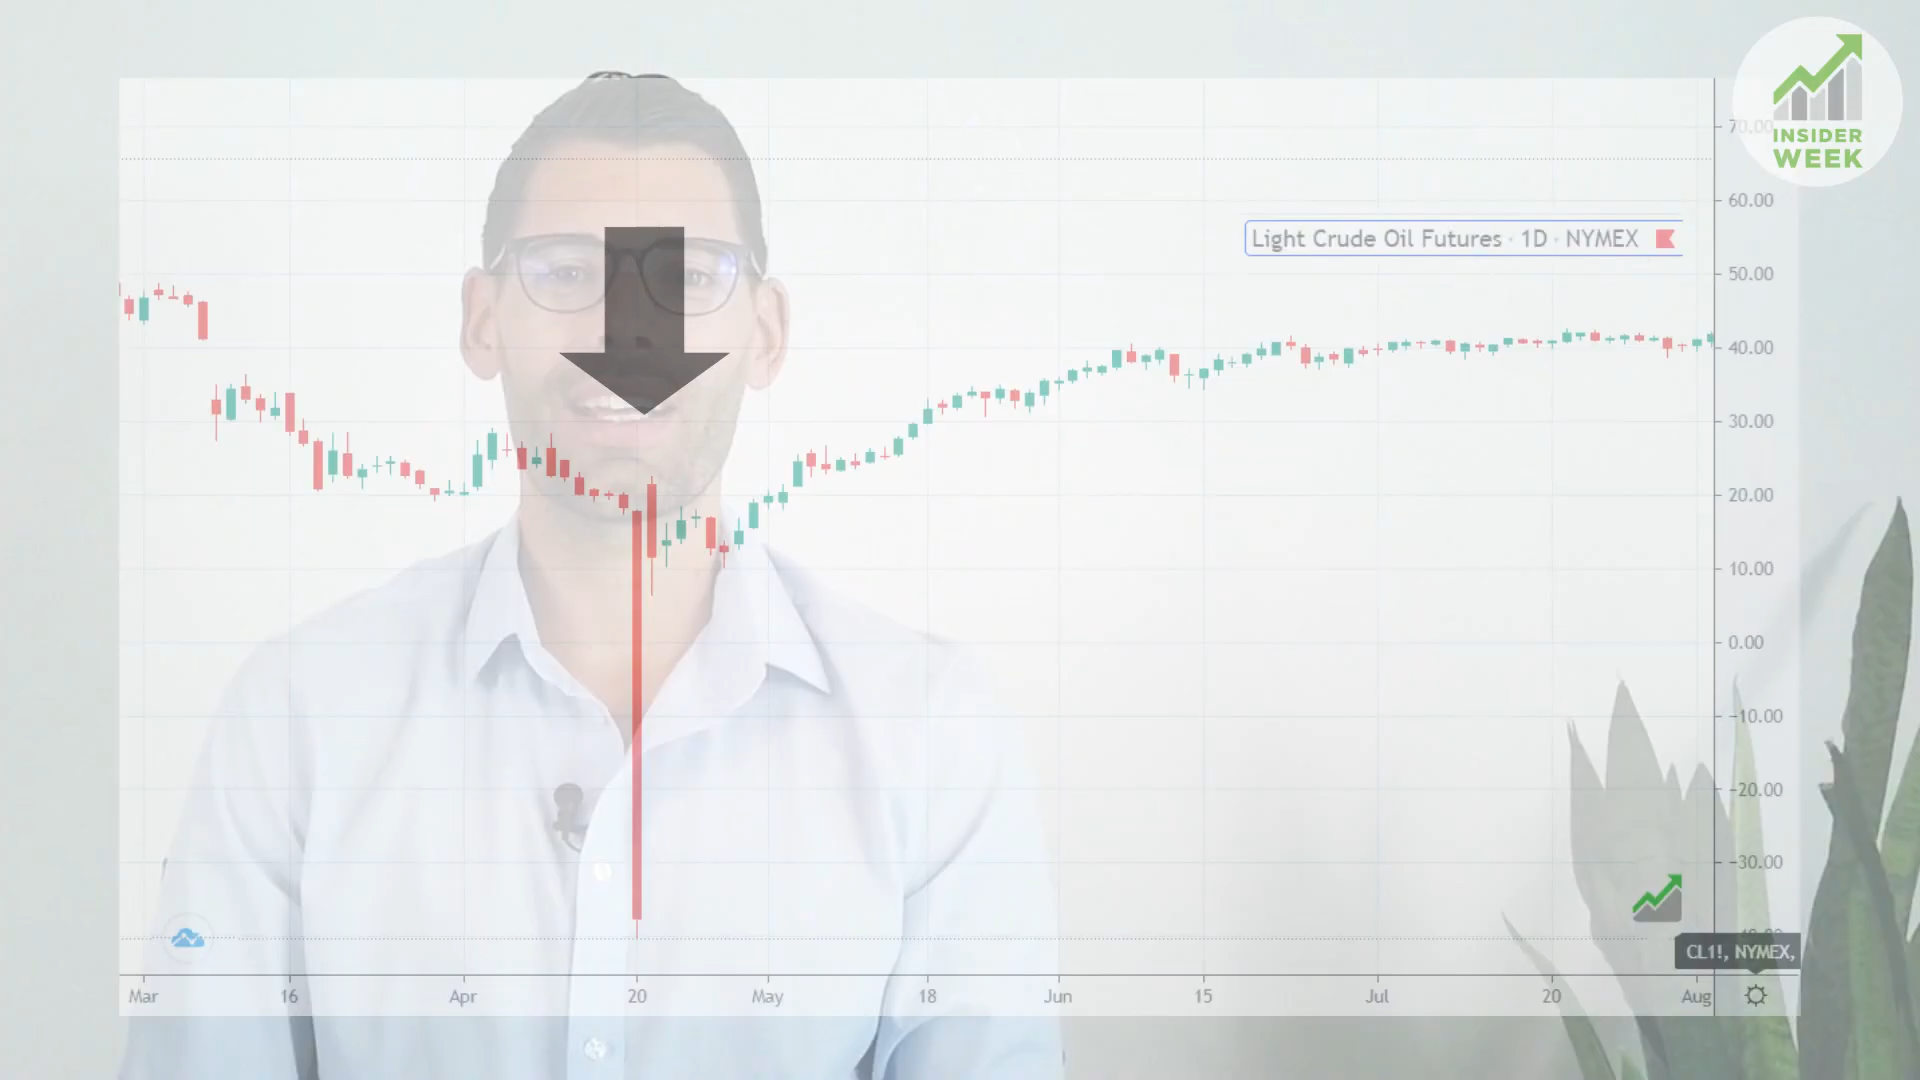 INSIDER
WEEK
Light Crude Oil Futures · 1D · NYMEX
70.00
60.00
50.00
40.00
30.00
20.00
10.00
0.00
-10.00
-20.00
-30.00
CL1!, NYMEX,
Mar 16 Apr 20 May 18 Jun 15 Jul 20 Aug